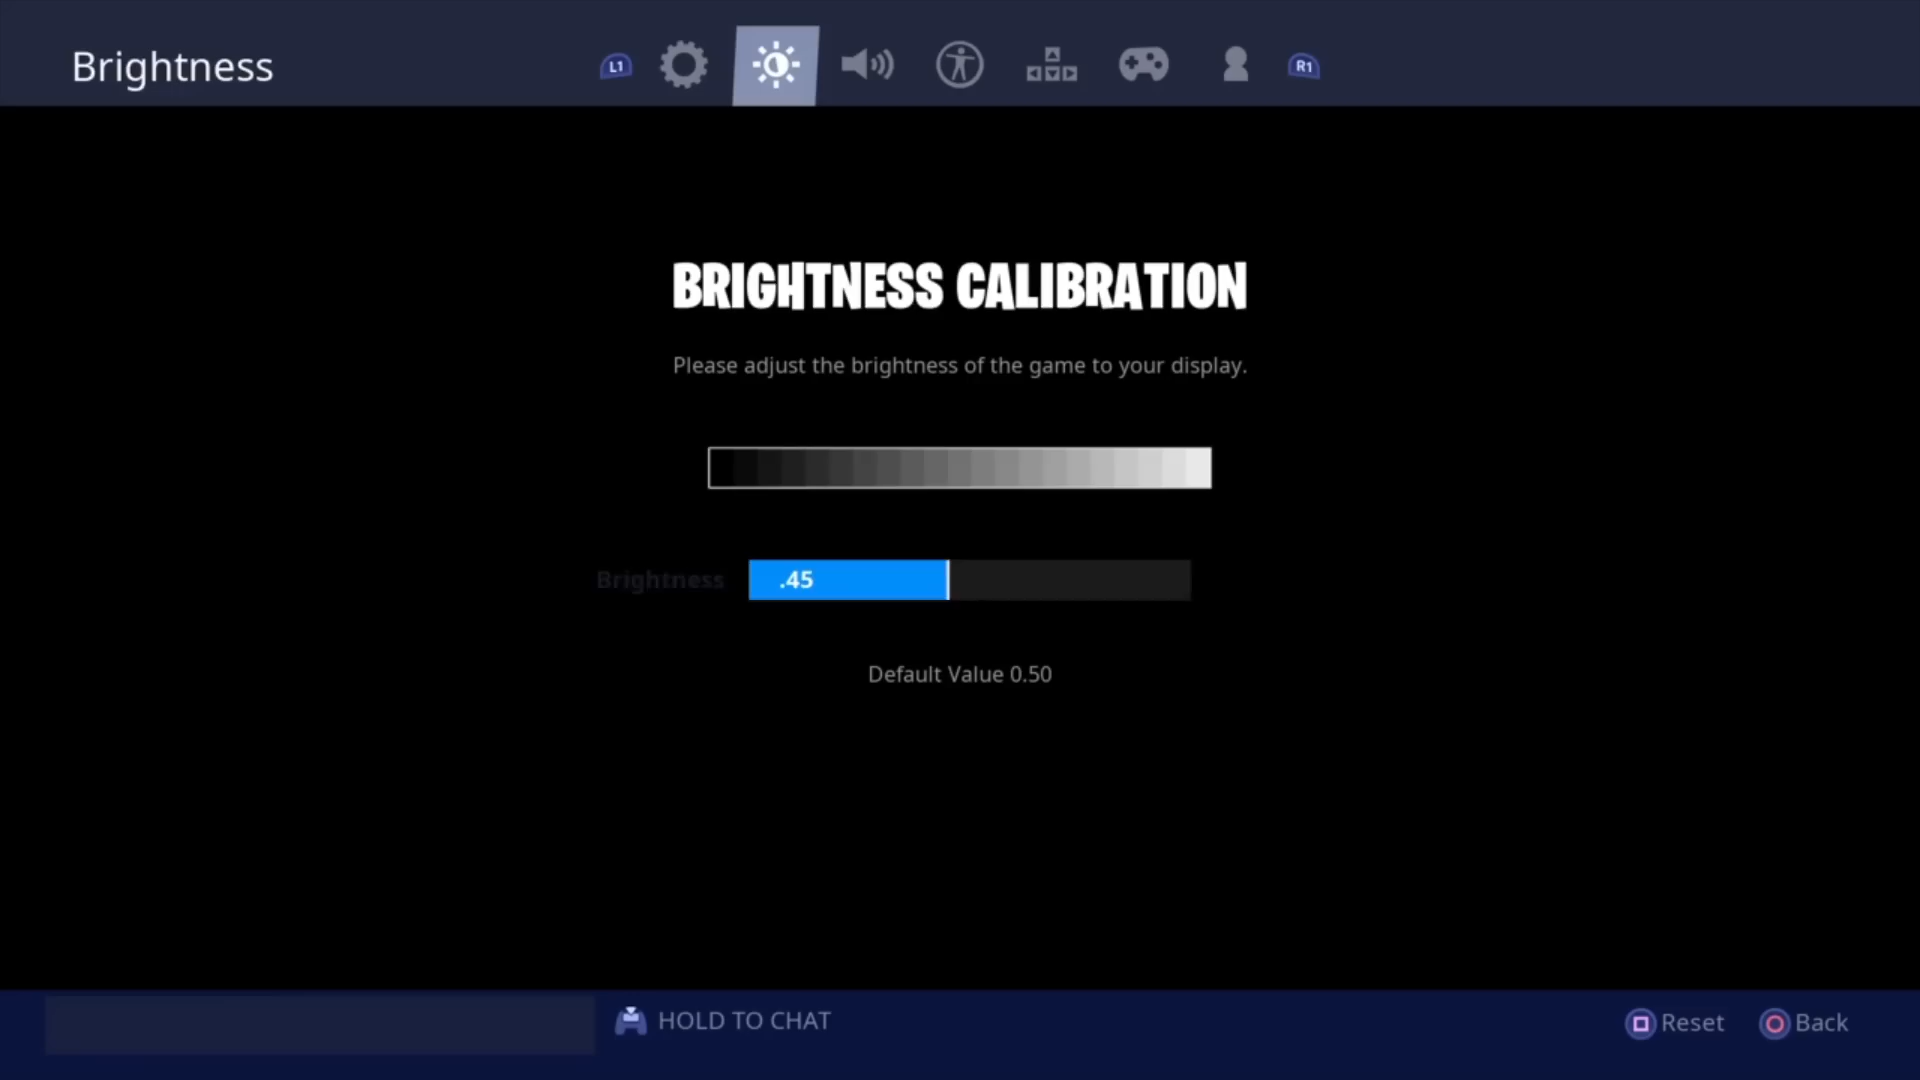 Brightness
L1
R1
BRIGHTNESS CALIBRATION
Please adjust the brightness of the game to your display.
Brightness
.45
Default Value 0.50
HOLD TO CHAT
Reset
Back